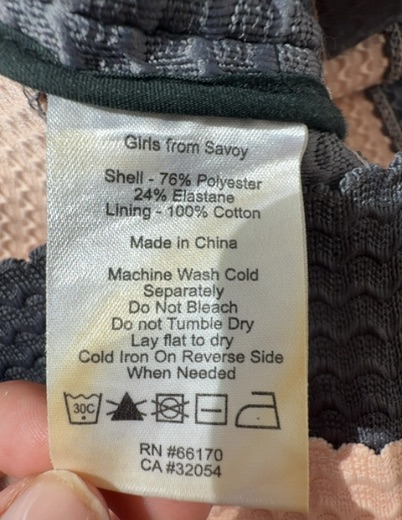 Girls from Savoy
Shell - 76% Polyester
24% Elastane
Lining - 100% Cotton
Made in China
Machine Wash Cold
Separately
Do Not Bleach
Do not Tumble Dry
Lay flat to dry
Cold Iron On Reverse Side
When Needed
30C
RN #66170
CA #32054